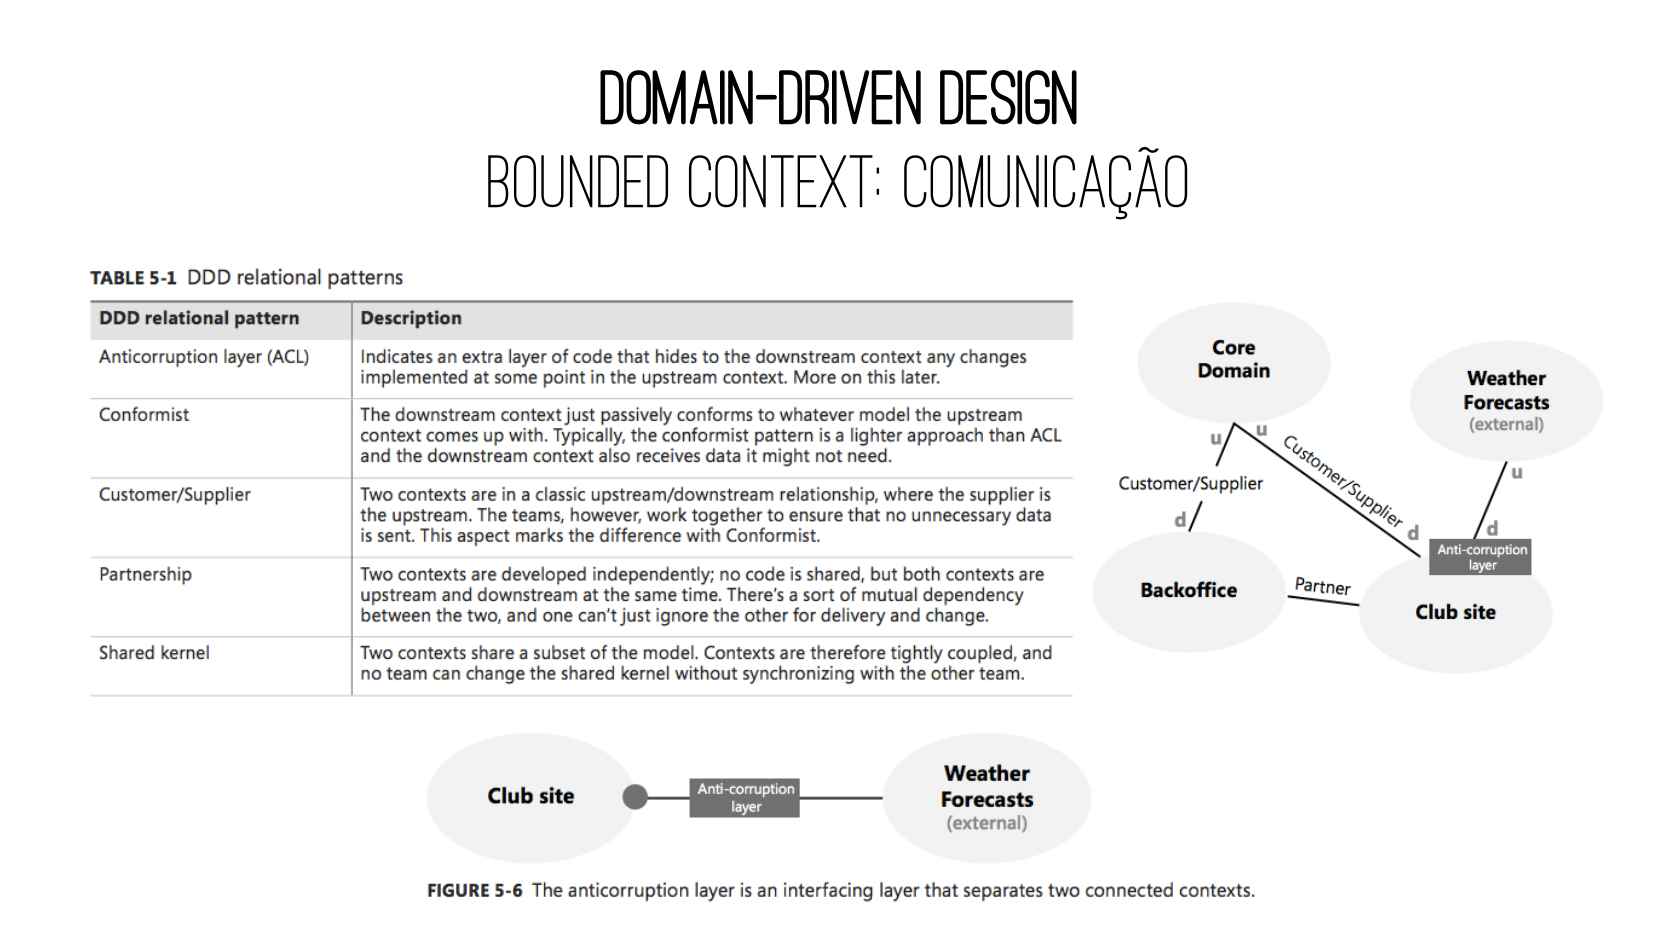 DOMAIN-DRIVEN DESIGN
BOUNDED CONTEXT: COMUNICAÇÃO
TABLE 5-1 DDD relational patterns
DDD relational pattern Description
Anticorruption layer (ACL) Indicates an extra layer of code that hides to the downstream context any changes
implemented at some point in the upstream context. More on this later.
Conformist The downstream context just passively conforms to whatever model the upstream
context comes up with. Typically, the conformist pattern is a lighter approach than ACL
and the downstream context also receives data it might not need.
Customer/Supplier Two contexts are in a classic upstream/downstream relationship, where the supplier is
the upstream. The teams, however, work together to ensure that no unnecessary data
is sent. This aspect marks the difference with Conformist.
Partnership Two contexts are developed independently; no code is shared, but both contexts are
upstream and downstream at the same time. There's a sort of mutual dependency
between the two, and one can't just ignore the other for delivery and change.
Shared kernel Two contexts share a subset of the model. Contexts are therefore tightly coupled, and
no team can change the shared kernel without synchronizing with the other team.
Core
Domain
Weather
Forecasts
(external)
u
u
Customer/Supplier
u
Customer/Supplier
d
d
d
Anti-corruption
layer
Backoffice
Partner
Club site
Club site
Anti-corruption
layer
Weather
Forecasts
(external)
FIGURE 5-6 The anticorruption layer is an interfacing layer that separates two connected contexts.